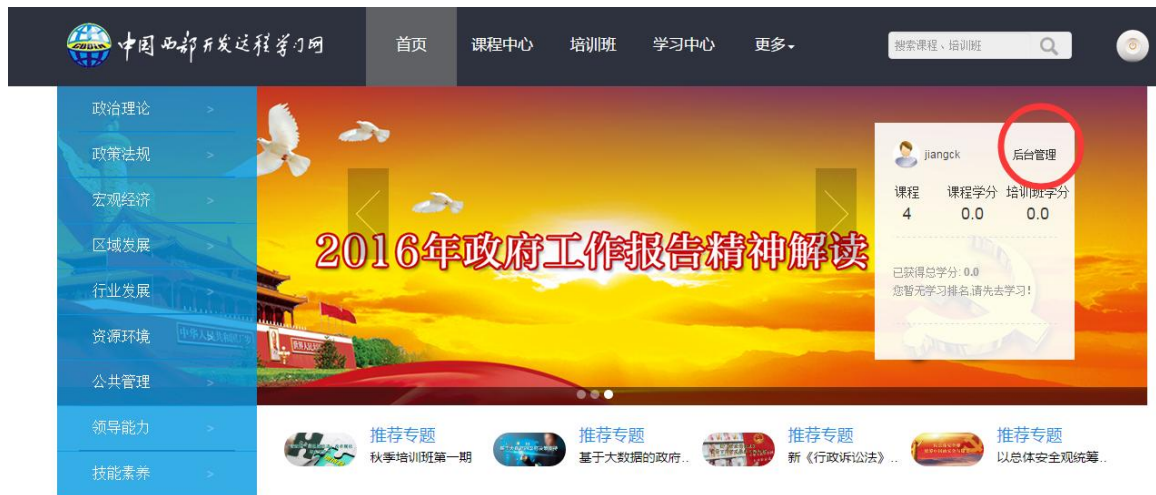 中国西部开发远程学习网
首页 课程中心 培训班 学习中心 更多
搜索课程、培训班
政治理论 >
政策法规 >
宏观经济 >
区域发展 >
行业发展 >
资源环境 >
公共管理 >
领导能力 >
技能素养 >
2016年政府工作报告精神解读
jiangck 后台管理
课程 课程学分 培训班学分
4 0.0 0.0
已获得总学分: 0.0
您暂无学习排名,请先去学习!
推荐专题
秋季培训班第一期
推荐专题
基于大数据的政府..
推荐专题
新《行政诉讼法》..
推荐专题
以总体安全观统筹..